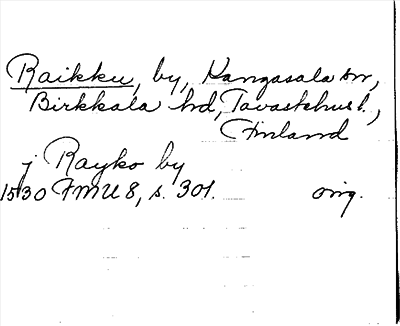 Raikku, by, Kangasala sn,
Birkkala hd, Tavastehus l.,
Finland
j Rayko by
1530 FMU 8, s. 301. orig.